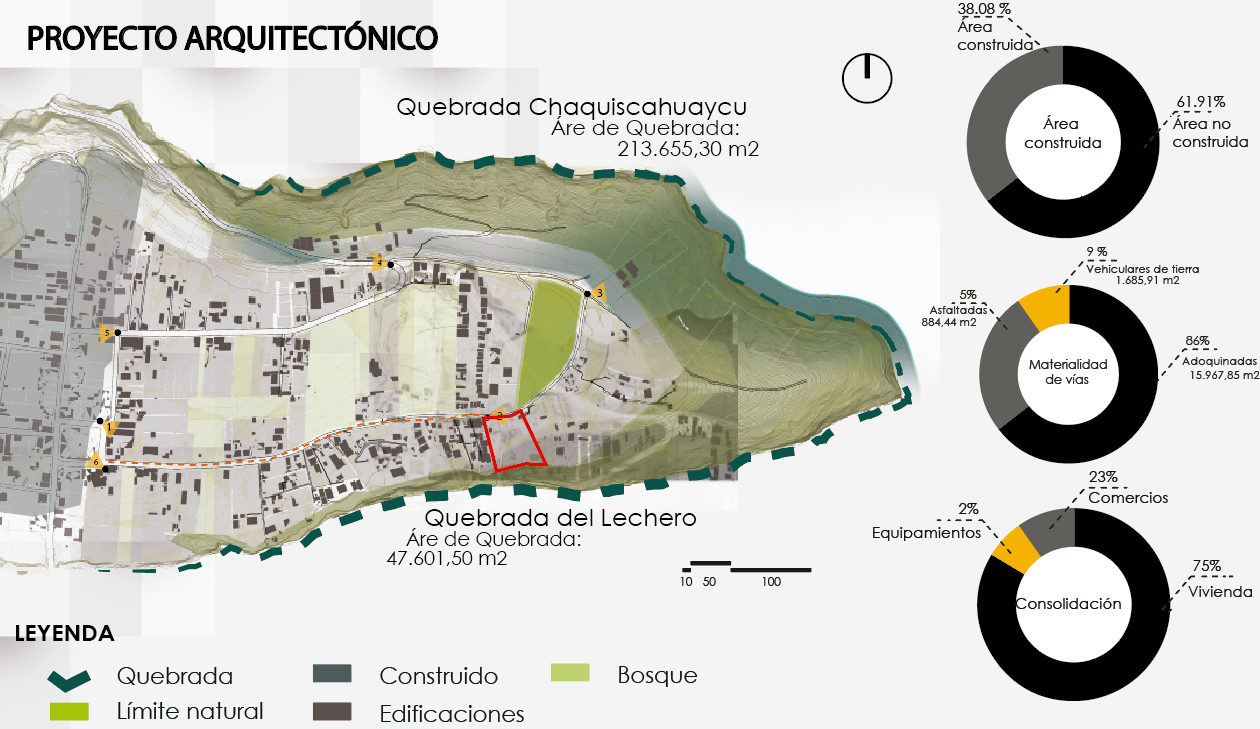 PROYECTO ARQUITECTÓNICO
Quebrada Chaquiscahuaycu
Áre de Quebrada:
213.655,30 m2
4
3
5
2
1
6
Quebrada del Lechero
Áre de Quebrada:
47.601,50 m2
10 50 100
LEYENDA
Quebrada
Construido
Bosque
Límite natural
Edificaciones
38.08 %
Área
construida
Área
construida
61.91%
Área no
construida
9 %
Vehiculares de tierra
1.685,91 m2
5%
Asfaltadas
884,44 m2
Materialidad
de vías
86%
Adoquinadas
15.967,85 m2
23%
Comercios
2%
Equipamientos
Consolidación
75%
Vivienda